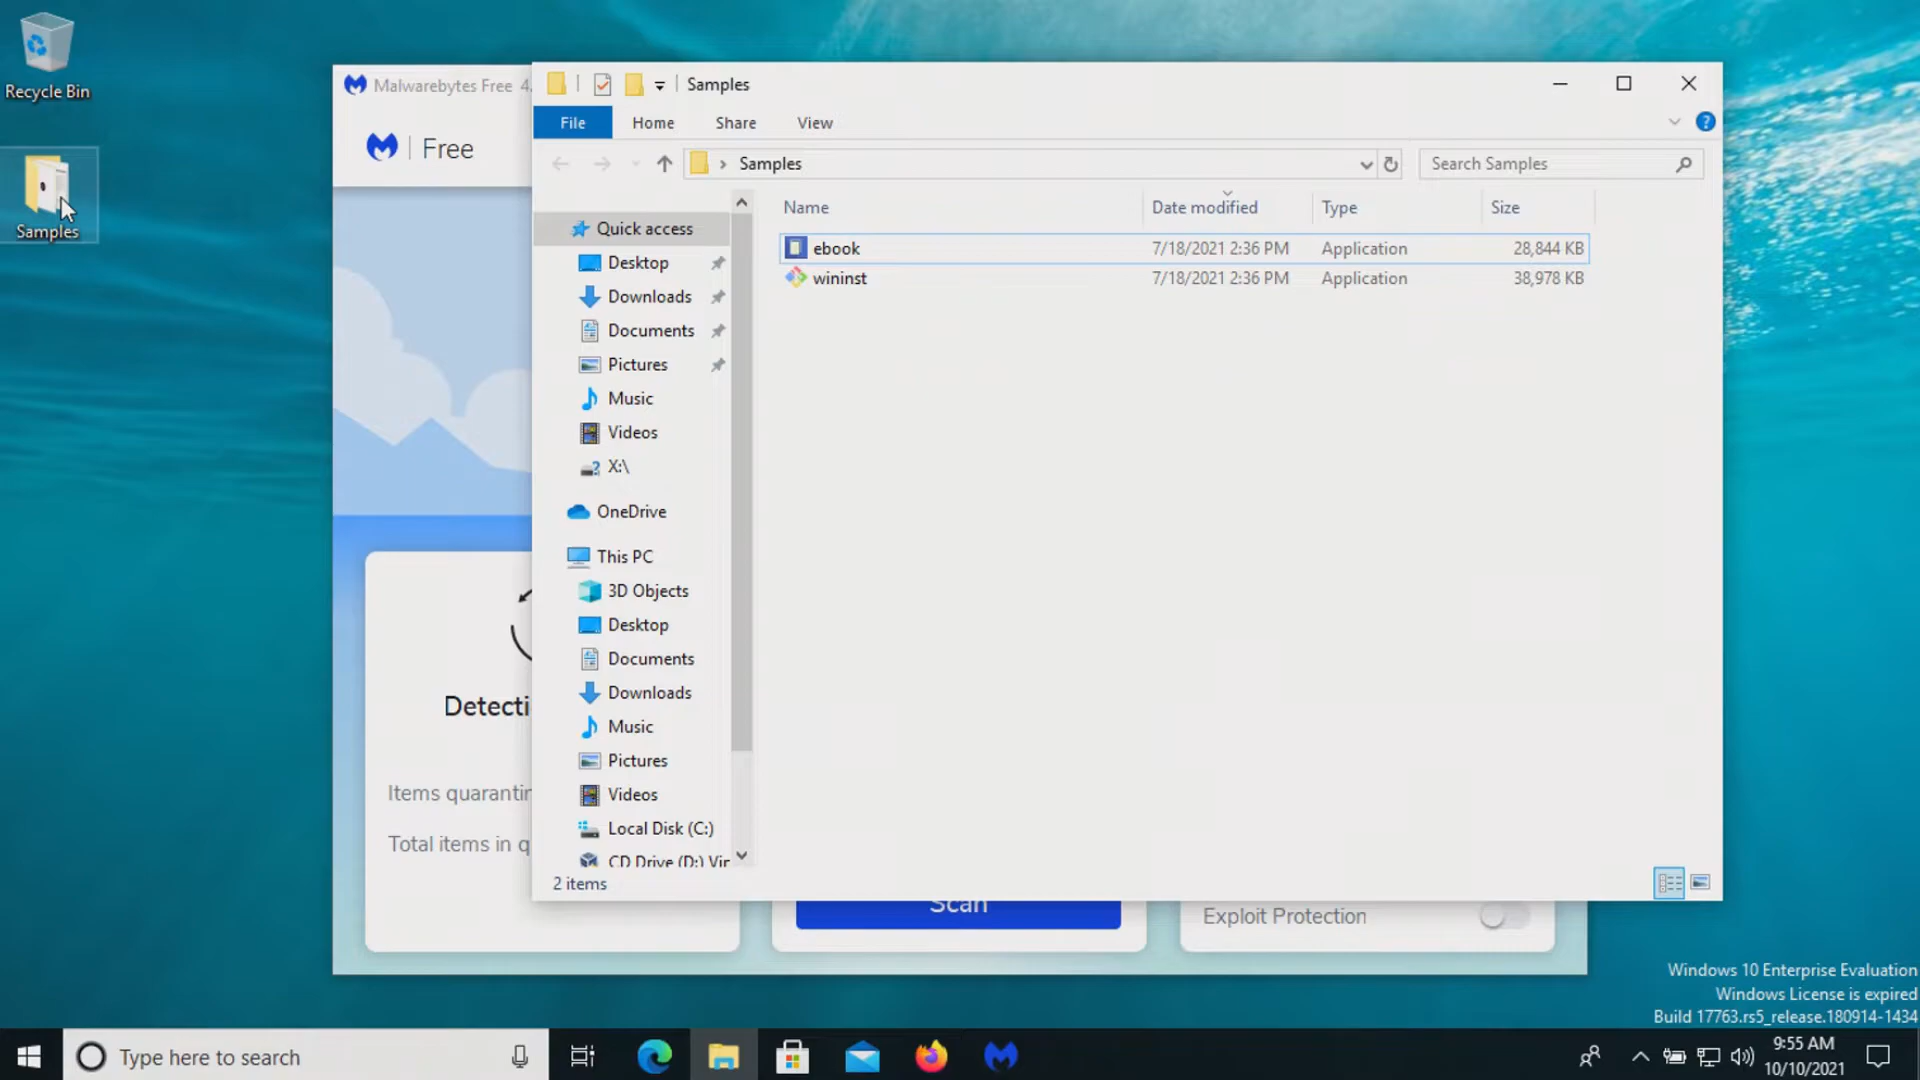 Recycle Bin
Samples
Malwarebytes Free 4.
Free
Samples
File Home Share View
Samples
Search Samples
Name Date modified Type Size
ebook 7/18/2021 2:36 PM Application 28,844 KB
wininst 7/18/2021 2:36 PM Application 38,978 KB
Quick access
Desktop
Downloads
Documents
Pictures
Music
Videos
X:\
OneDrive
This PC
3D Objects
Desktop
Documents
Downloads
Music
Pictures
Videos
Local Disk (C:)
CD Drive (D:) Vir
2 items
Detecti
Items quarantin
Total items in q
Scan
Exploit Protection
Windows 10 Enterprise Evaluation
Windows License is expired
Build 17763.rs5_release.180914-1434
Type here to search
9:55 AM
10/10/2021